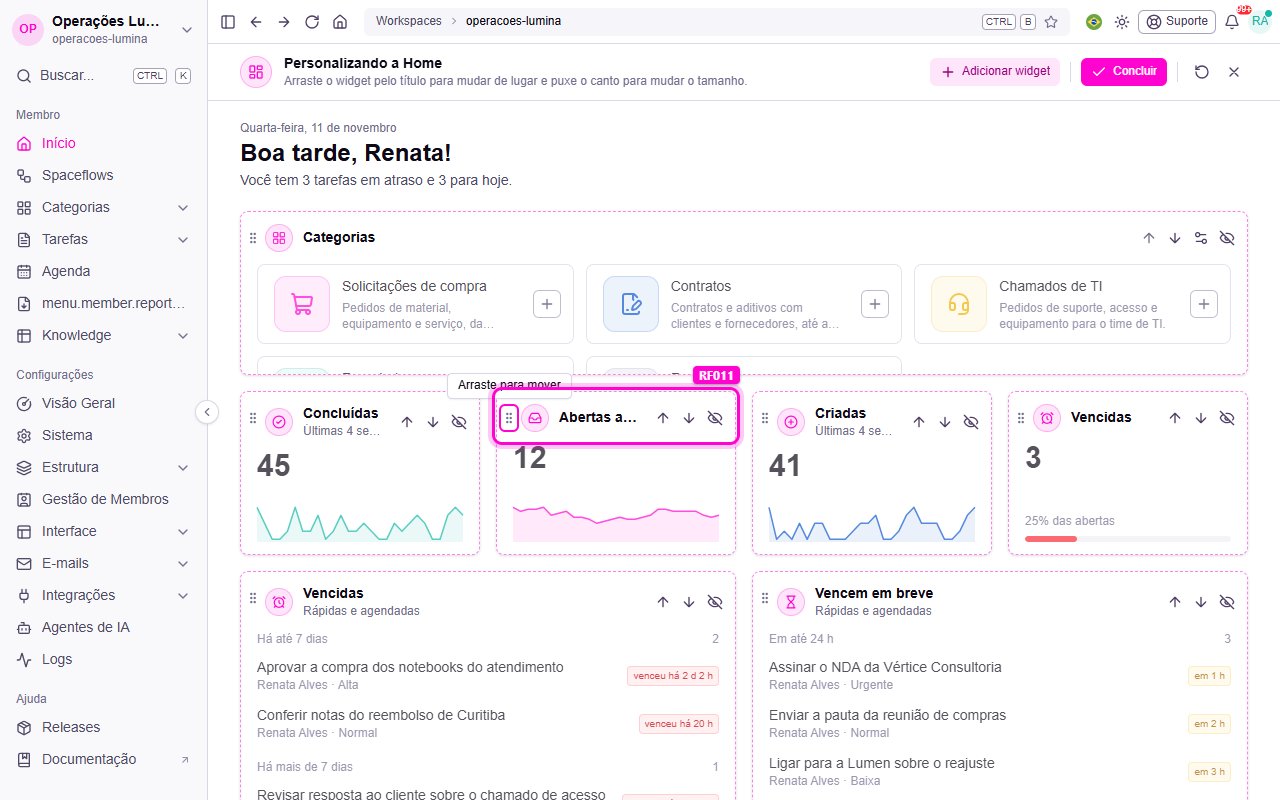 OP
Operações Lu...
operacoes-lumina
Buscar...
CTRL K
Membro
Início
Spaceflows
Categorias
Tarefas
Agenda
menu.member.report...
Knowledge
Configurações
Visão Geral
Sistema
Estrutura
Gestão de Membros
Interface
E-mails
Integrações
Agentes de IA
Logs
Ajuda
Releases
Documentação
Workspaces > operacoes-lumina
CTRL B
Suporte
99+
RA
Personalizando a Home
Arraste o widget pelo título para mudar de lugar e puxe o canto para mudar o tamanho.
Adicionar widget
Concluir
Quarta-feira, 11 de novembro
Boa tarde, Renata!
Você tem 3 tarefas em atraso e 3 para hoje.
Categorias
Solicitações de compra
Pedidos de material,
equipamento e serviço, da...
Contratos
Contratos e aditivos com
clientes e fornecedores, até a...
Chamados de TI
Pedidos de suporte, acesso e
equipamento para o time de TI.
Arraste para mover
RF011
Concluídas
Últimas 4 se...
45
Abertas a...
12
Criadas
Últimas 4 se...
41
Vencidas
3
25% das abertas
Vencidas
Rápidas e agendadas
Há até 7 dias 2
Aprovar a compra dos notebooks do atendimento
Renata Alves · Alta
venceu há 2 d 2 h
Conferir notas do reembolso de Curitiba
Renata Alves · Normal
venceu há 20 h
Há mais de 7 dias 1
Revisar resposta ao cliente sobre o chamado de acesso
Vencem em breve
Rápidas e agendadas
Em até 24 h 3
Assinar o NDA da Vértice Consultoria
Renata Alves · Urgente
em 1 h
Enviar a pauta da reunião de compras
Renata Alves · Normal
em 2 h
Ligar para a Lumen sobre o reajuste
Renata Alves · Baixa
em 3 h